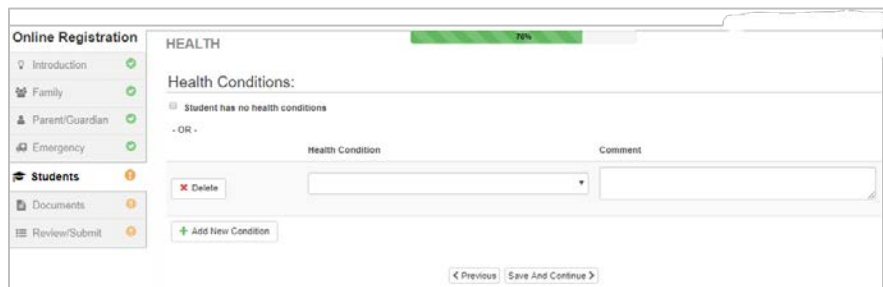 Online Registration
Introduction
Family
Parent/Guardian
Emergency
Students
Documents
Review/Submit
HEALTH
76%
Health Conditions:
Student has no health conditions
- OR -
Health Condition Comment
Delete
Add New Condition
Previous Save And Continue